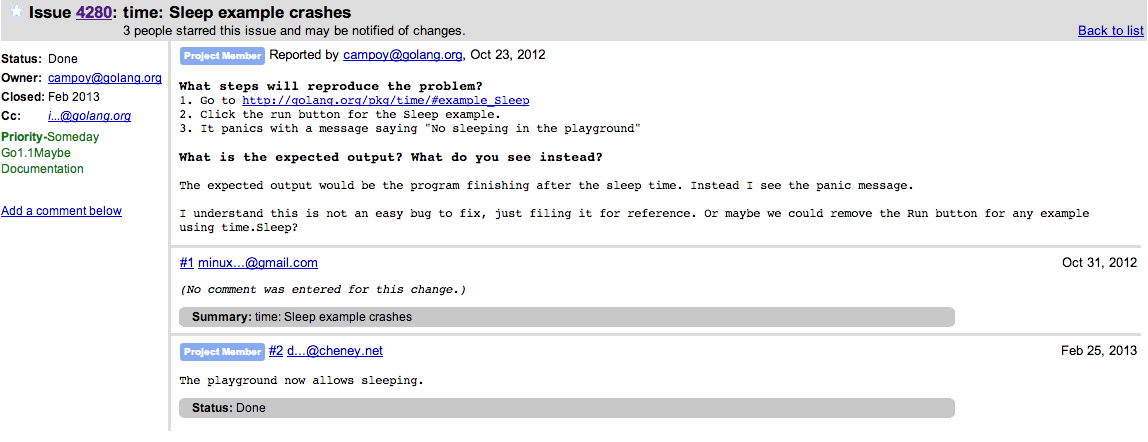 Issue 4280: time: Sleep example crashes
3 people starred this issue and may be notified of changes.
Back to list
Status: Done
Owner: campoy@golang.org
Closed: Feb 2013
Cc: i...@golang.org
Priority-Someday
Go1.1Maybe
Documentation
Add a comment below
Project Member Reported by campoy@golang.org, Oct 23, 2012
What steps will reproduce the problem?
1. Go to http://golang.org/pkg/time/#example_Sleep
2. Click the run button for the Sleep example.
3. It panics with a message saying "No sleeping in the playground"
What is the expected output? What do you see instead?
The expected output would be the program finishing after the sleep time. Instead I see the panic message.
I understand this is not an easy bug to fix, just filing it for reference. Or maybe we could remove the Run button for any example
using time.Sleep?
#1 minux...@gmail.com Oct 31, 2012
(No comment was entered for this change.)
Summary: time: Sleep example crashes
Project Member #2 d...@cheney.net Feb 25, 2013
The playground now allows sleeping.
Status: Done